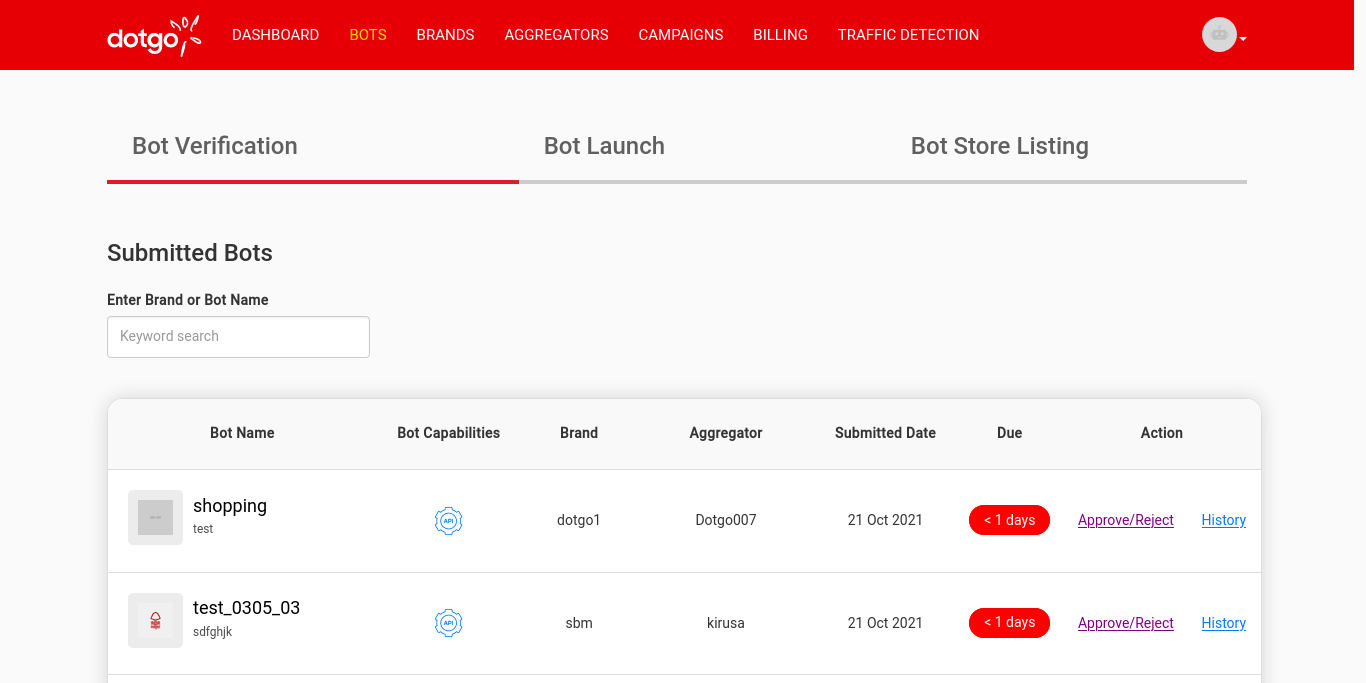 dotgo
DASHBOARD BOTS BRANDS AGGREGATORS CAMPAIGNS BILLING TRAFFIC DETECTION
Bot Verification Bot Launch Bot Store Listing
Submitted Bots
Enter Brand or Bot Name
Keyword search
Bot Name Bot Capabilities Brand Aggregator Submitted Date Due Action
shopping
test
API dotgo1 Dotgo007 21 Oct 2021 < 1 days Approve/Reject History
test_0305_03
sdfghjk
API sbm kirusa 21 Oct 2021 < 1 days Approve/Reject History